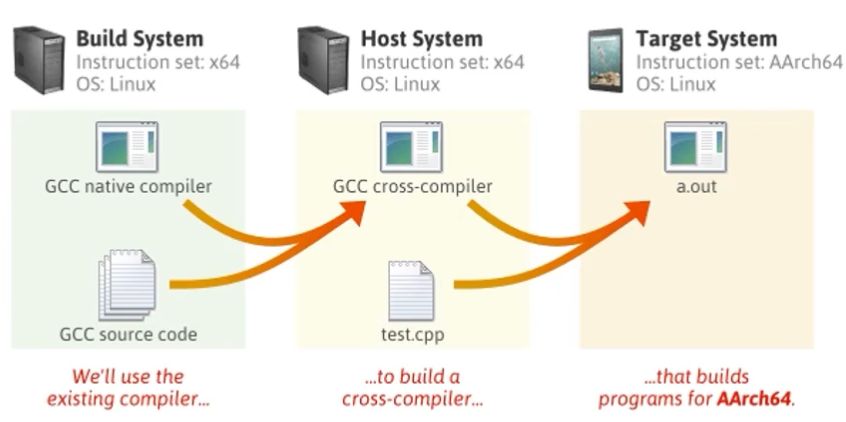 Build System
Instruction set: x64
OS: Linux
Host System
Instruction set: x64
OS: Linux
Target System
Instruction set: AArch64
OS: Linux
GCC native compiler
GCC cross-compiler
a.out
GCC source code
test.cpp
We'll use the
existing compiler...
...to build a
cross-compiler...
...that builds
programs for AArch64.